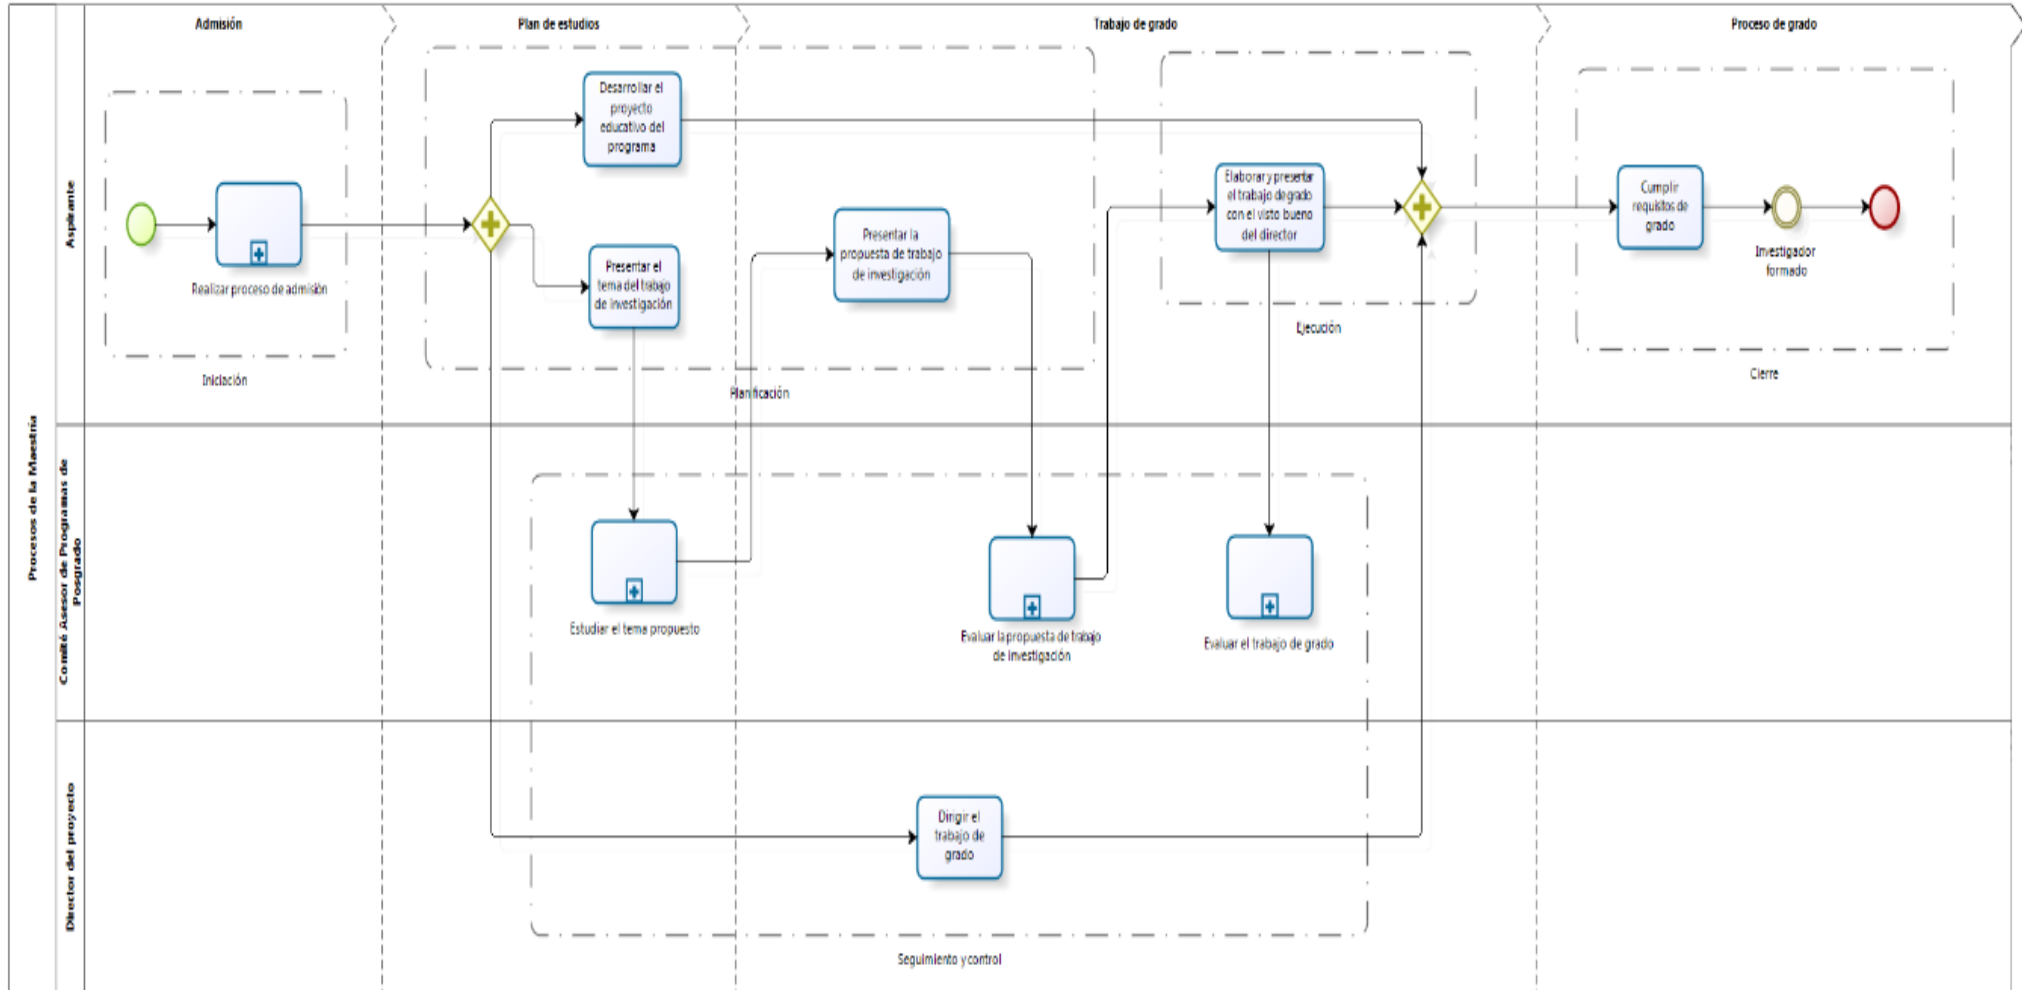 Admisión
Plan de estudios
Trabajo de grado
Proceso de grado
Procesos de la Maestría
Aspirante
Realizar proceso de admisión
Iniciación
Desarrollar el
proyecto
educativo del
programa
Presentar el
tema del trabajo
de investigación
Presentar la
propuesta de trabajo
de investigación
Planificación
Elaborar y presentar
el trabajo de grado
con el visto bueno
del director
Ejecución
Cumplir
requisitos de
grado
Investigador
formado
Cierre
Comité Asesor de Programas de
Posgrado
Estudiar el tema propuesto
Evaluar la propuesta de trabajo
de investigación
Evaluar el trabajo de grado
Director del proyecto
Dirigir el
trabajo de
grado
Seguimiento y control